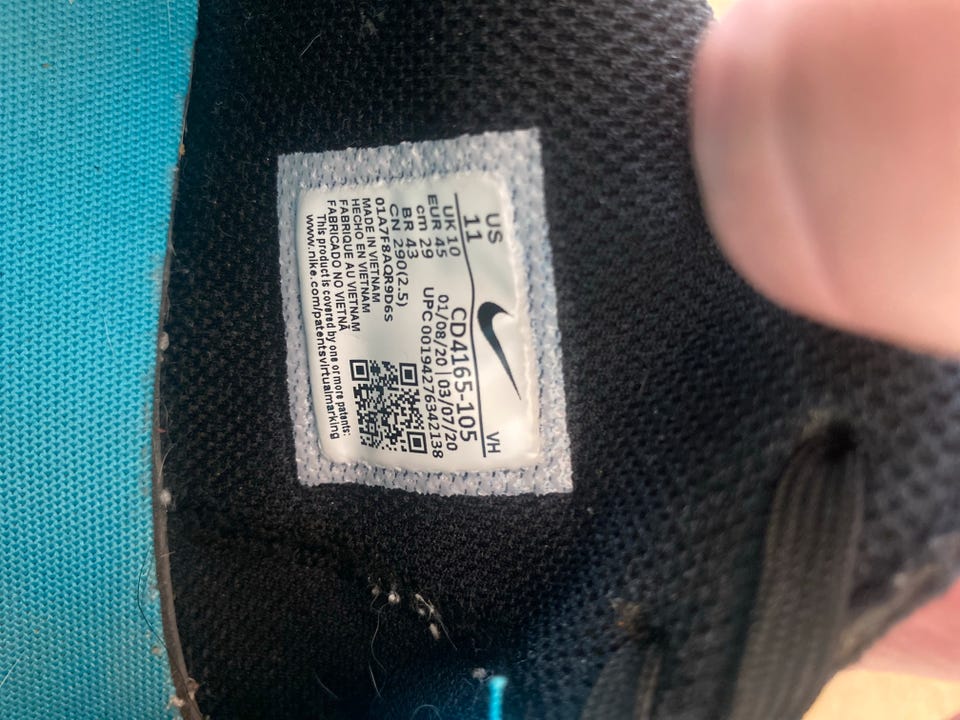 US
11
VH
UK 10
EUR 45
cm 29
BR 43
CN 290(2.5)
CD4165-105
01/08/20 | 03/07/20
UPC 00194276342138
01A7F8AQR9D6S
MADE IN VIETNAM
HECHO EN VIETNAM
FABRIQUE AU VIETNAM
FABRICADO NO VIETNÃ
This product is covered by one or more patents:
www.nike.com/patentsvirtualmarking